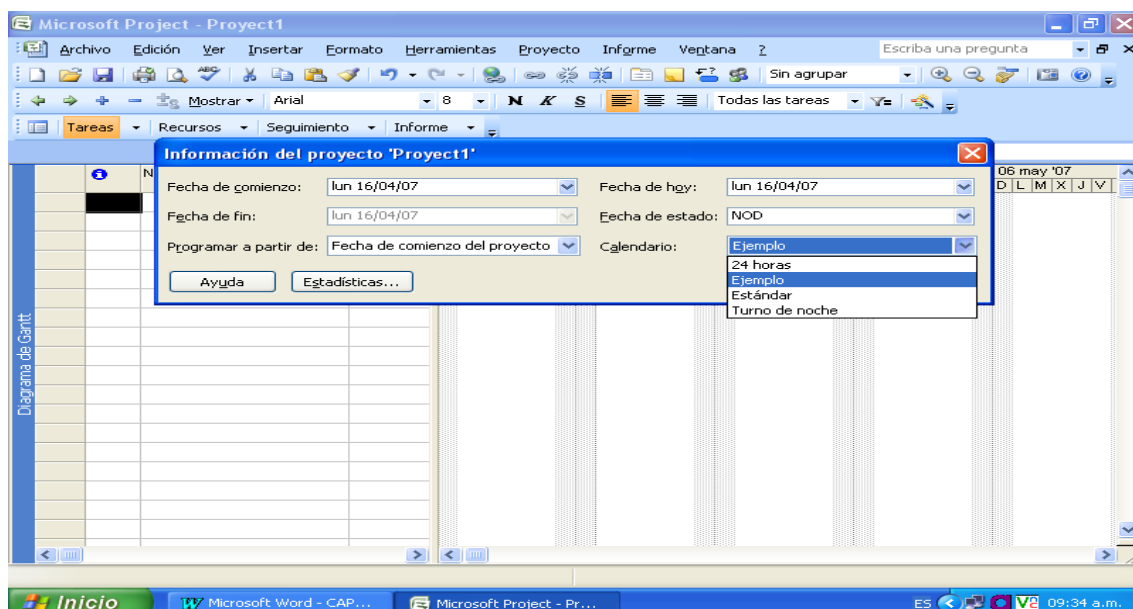 Microsoft Project - Proyect1
Archivo Edición Ver Insertar Formato Herramientas Proyecto Informe Ventana ? Escriba una pregunta
Sin agrupar
Mostrar Arial 8 N K S Todas las tareas
Tareas Recursos Seguimiento Informe
Información del proyecto 'Proyect1'
Fecha de comienzo: lun 16/04/07 Fecha de hoy: lun 16/04/07
Fecha de fin: lun 16/04/07 Fecha de estado: NOD
Programar a partir de: Fecha de comienzo del proyecto Calendario: Ejemplo
Ayuda Estadísticas...
24 horas
Ejemplo
Estándar
Turno de noche
N
06 may '07
D L M X J V
Diagrama de Gantt
Inicio Microsoft Word - CAP... Microsoft Project - Pr... ES 09:34 a.m.